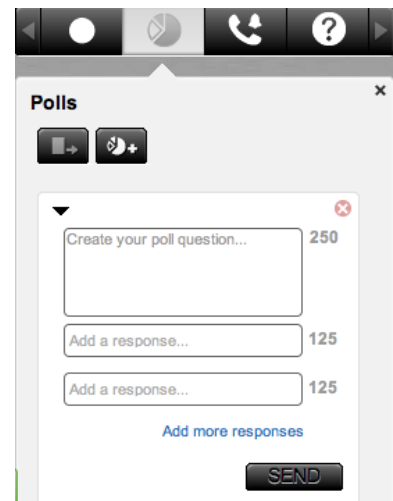 ?
Polls
×
Create your poll question... 250
Add a response... 125
Add a response... 125
Add more responses
SEND